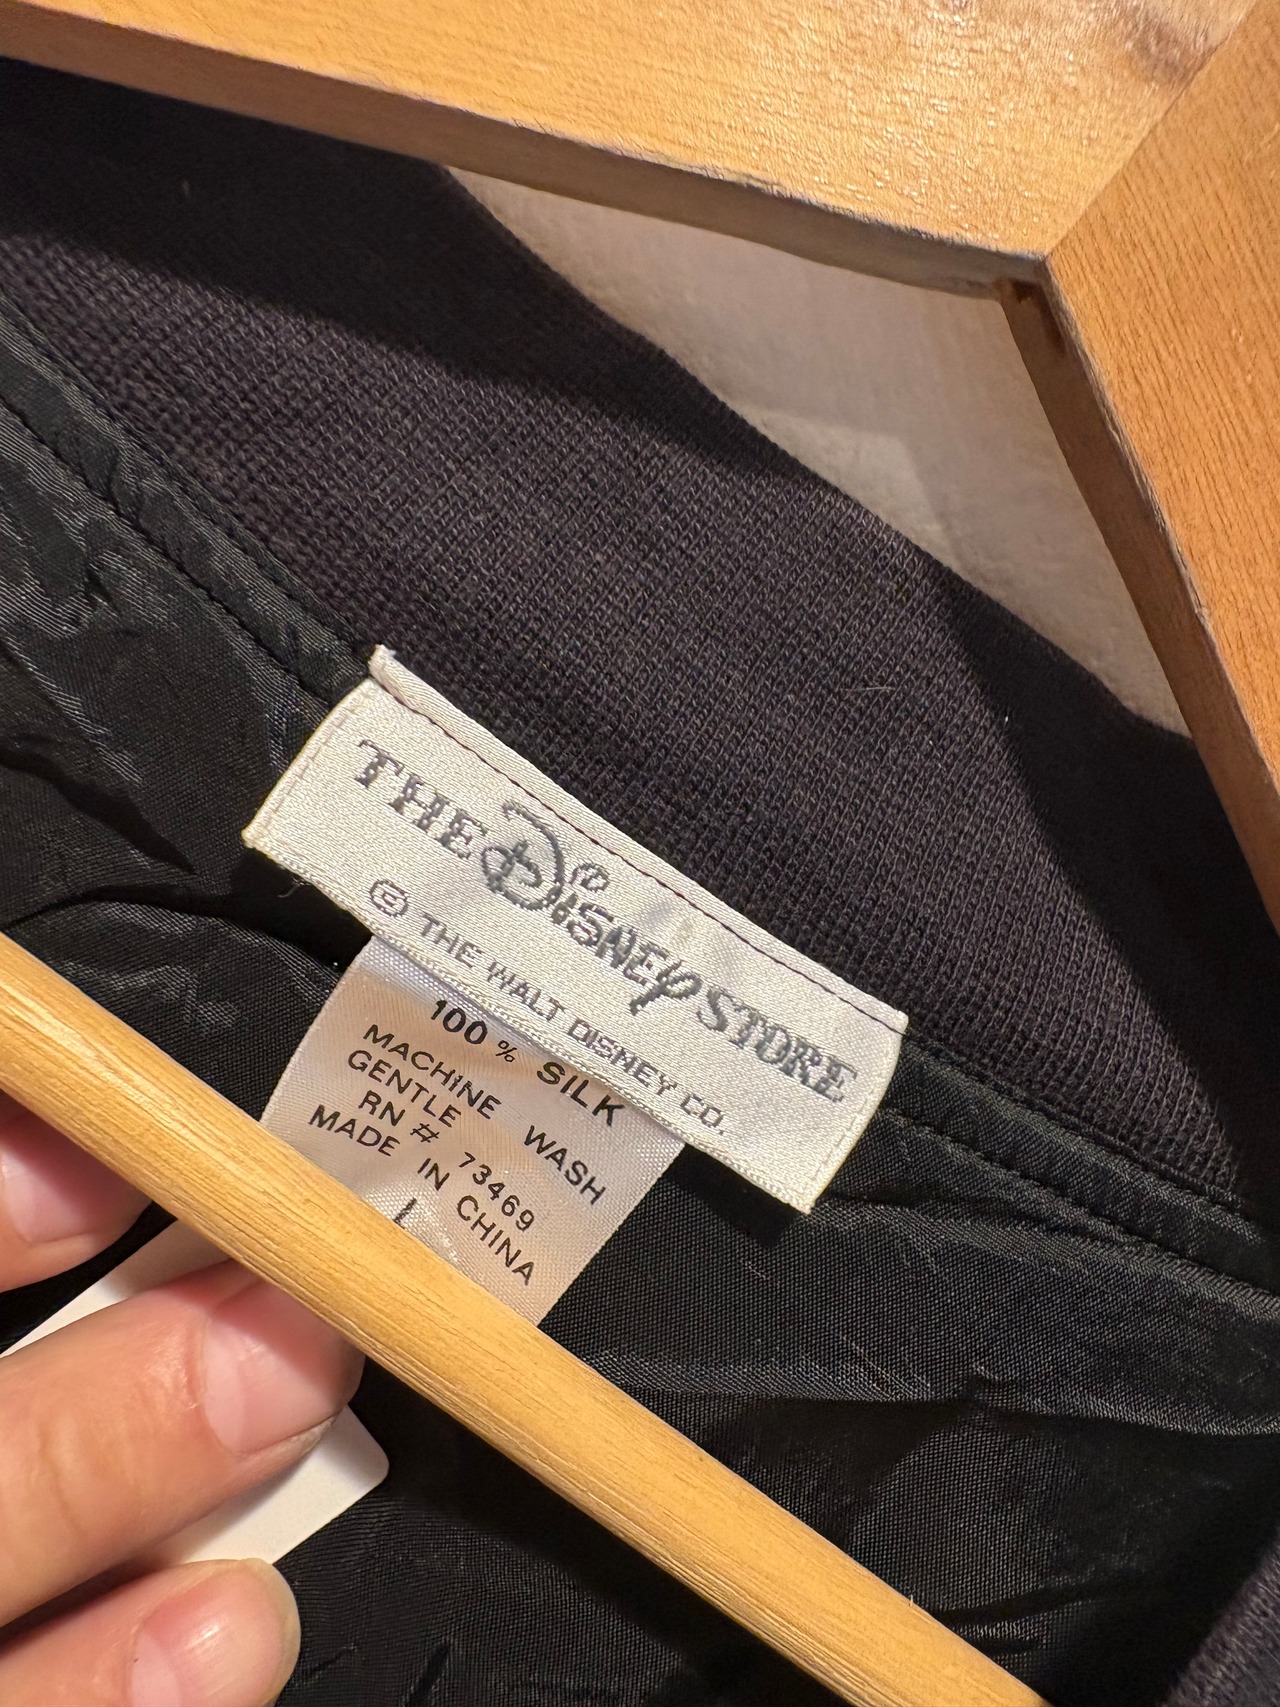 THE DISNEY STORE
®
© THE WALT DISNEY CO.
100% SILK
MACHINE WASH
GENTLE
RN # 73469
MADE IN CHINA
L